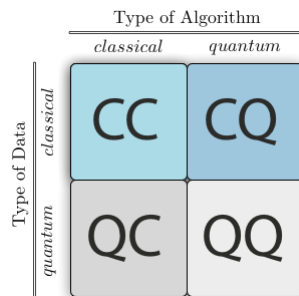 Type of Algorithm
classical quantum
Type of Data
classical
CC CQ
quantum
QC QQ